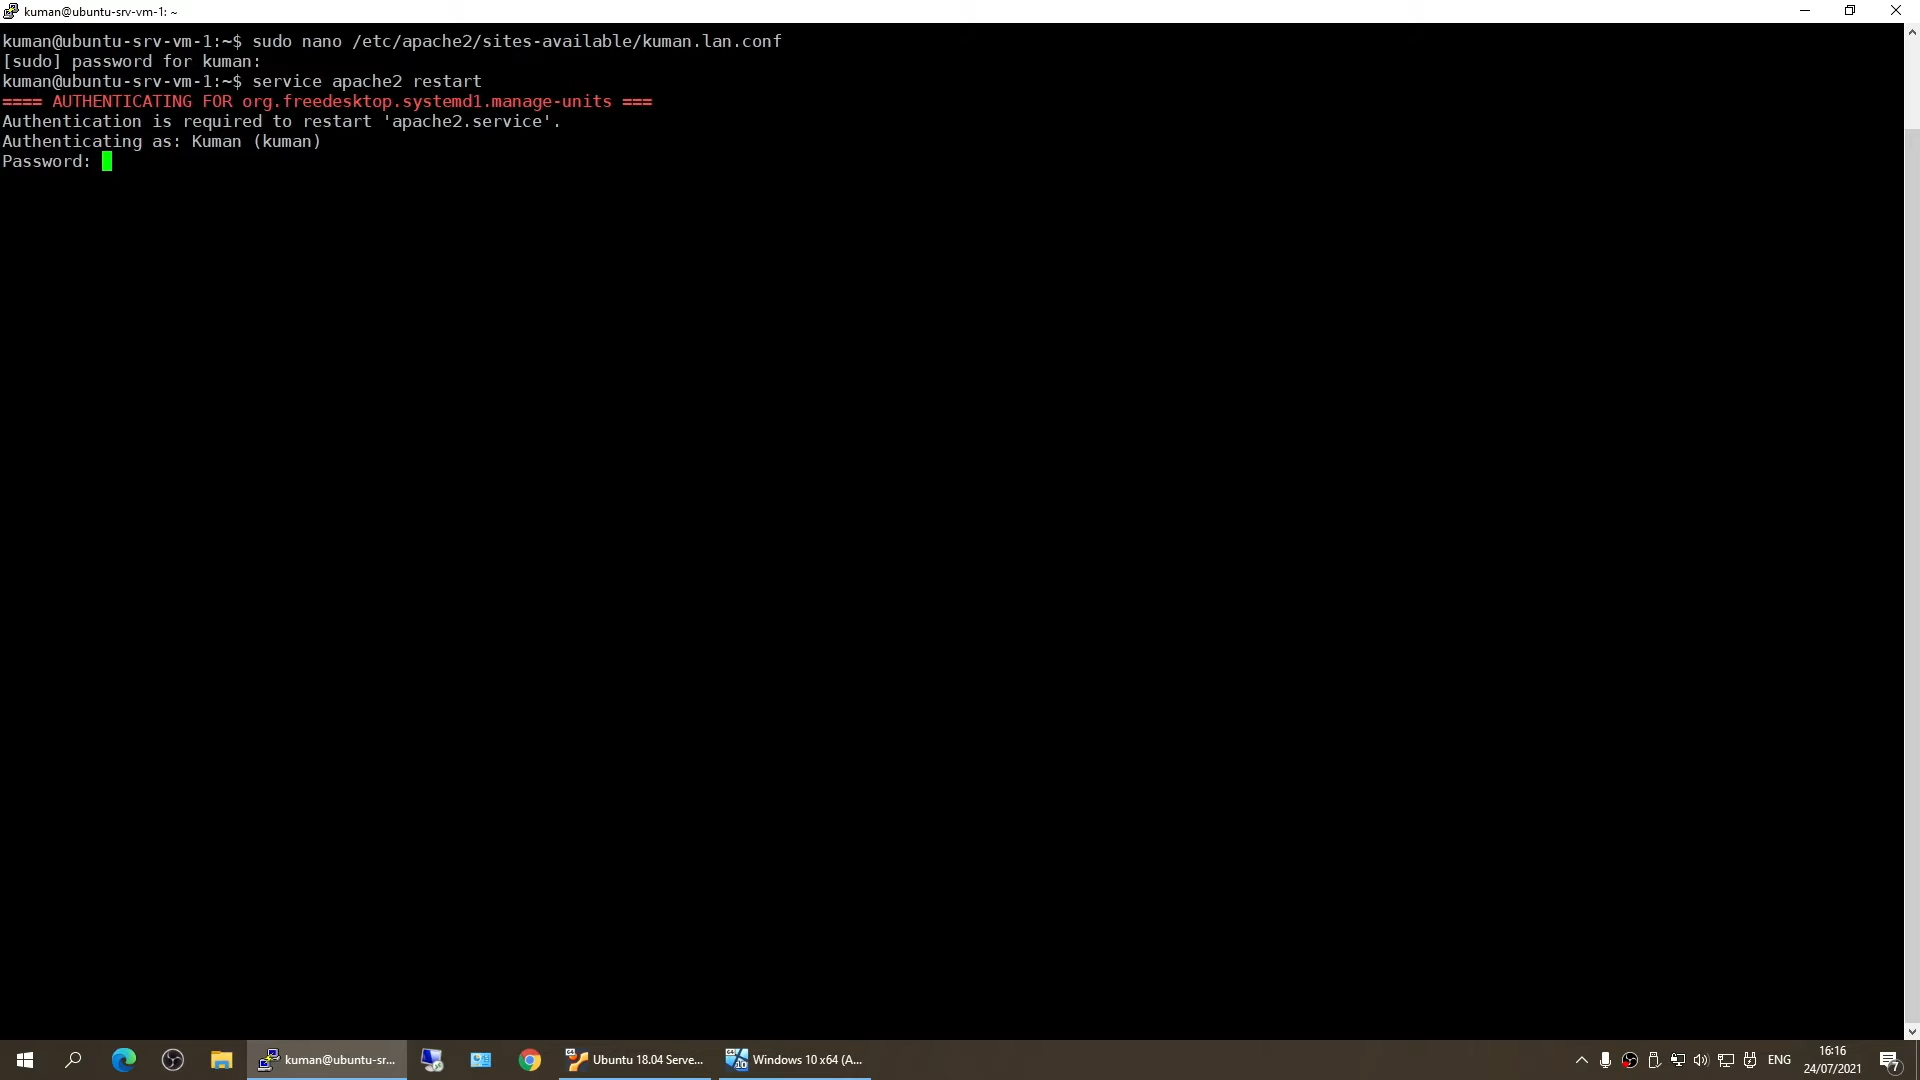 kuman@ubuntu-srv-vm-1: ~
kuman@ubuntu-srv-vm-1:~$ sudo nano /etc/apache2/sites-available/kuman.lan.conf
[sudo] password for kuman:
kuman@ubuntu-srv-vm-1:~$ service apache2 restart
==== AUTHENTICATING FOR org.freedesktop.systemd1.manage-units ===
Authentication is required to restart 'apache2.service'.
Authenticating as: Kuman (kuman)
Password:
kuman@ubuntu-sr...
Ubuntu 18.04 Serve...
Windows 10 x64 (A...
ENG
16:16
24/07/2021
7